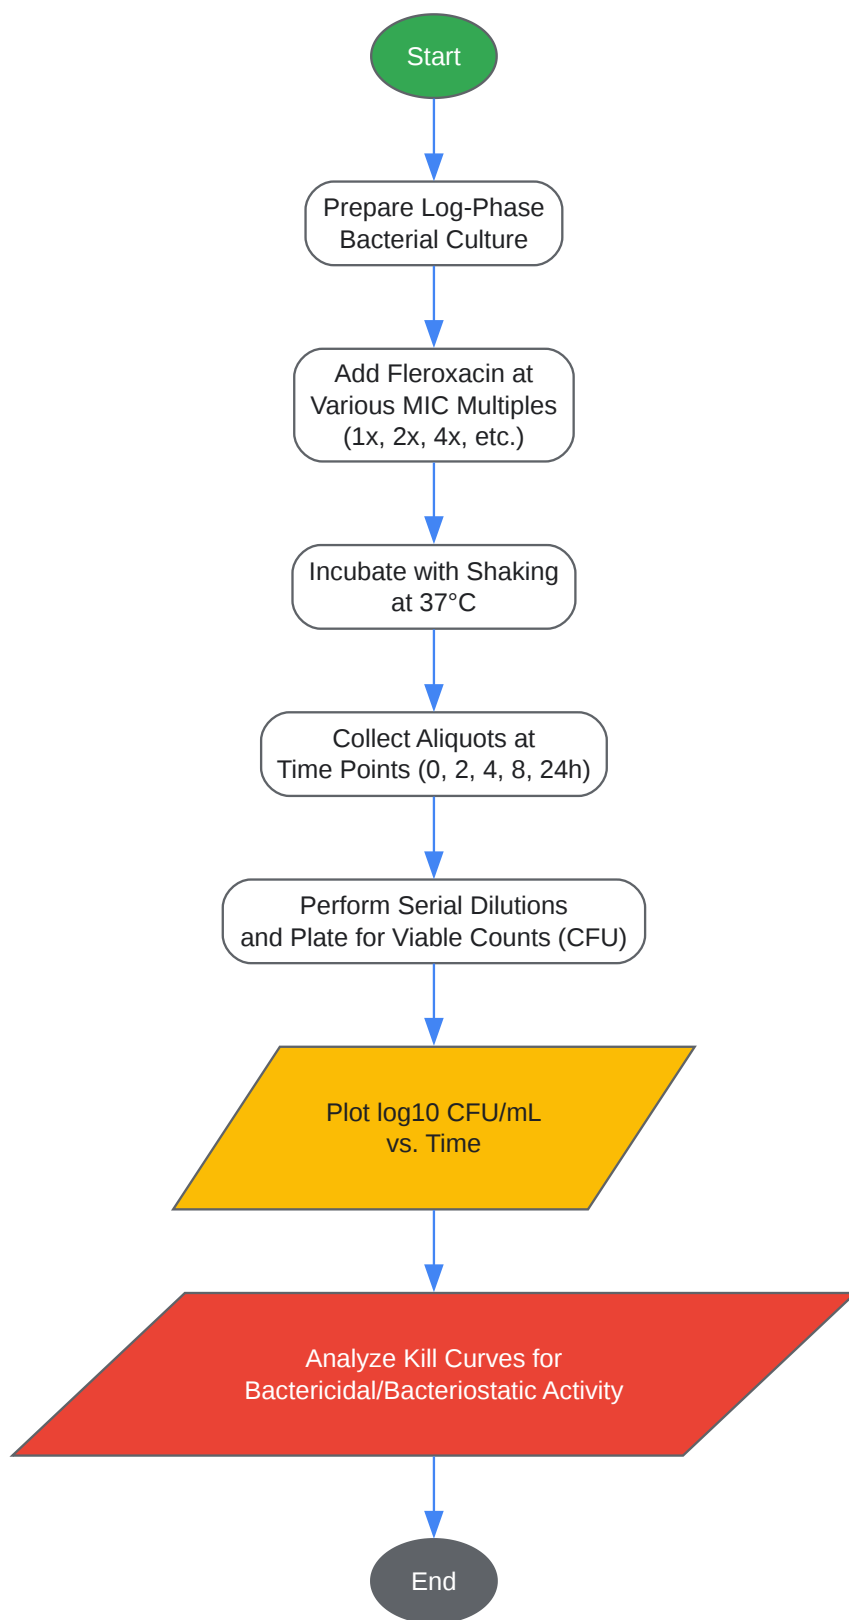 Start
Prepare Log-Phase
Bacterial Culture
Add Fleroxacin at
Various MIC Multiples
(1x, 2x, 4x, etc.)
Incubate with Shaking
at 37°C
Collect Aliquots at
Time Points (0, 2, 4, 8, 24h)
Perform Serial Dilutions
and Plate for Viable Counts (CFU)
Plot log10 CFU/mL
vs. Time
Analyze Kill Curves for
Bactericidal/Bacteriostatic Activity
End